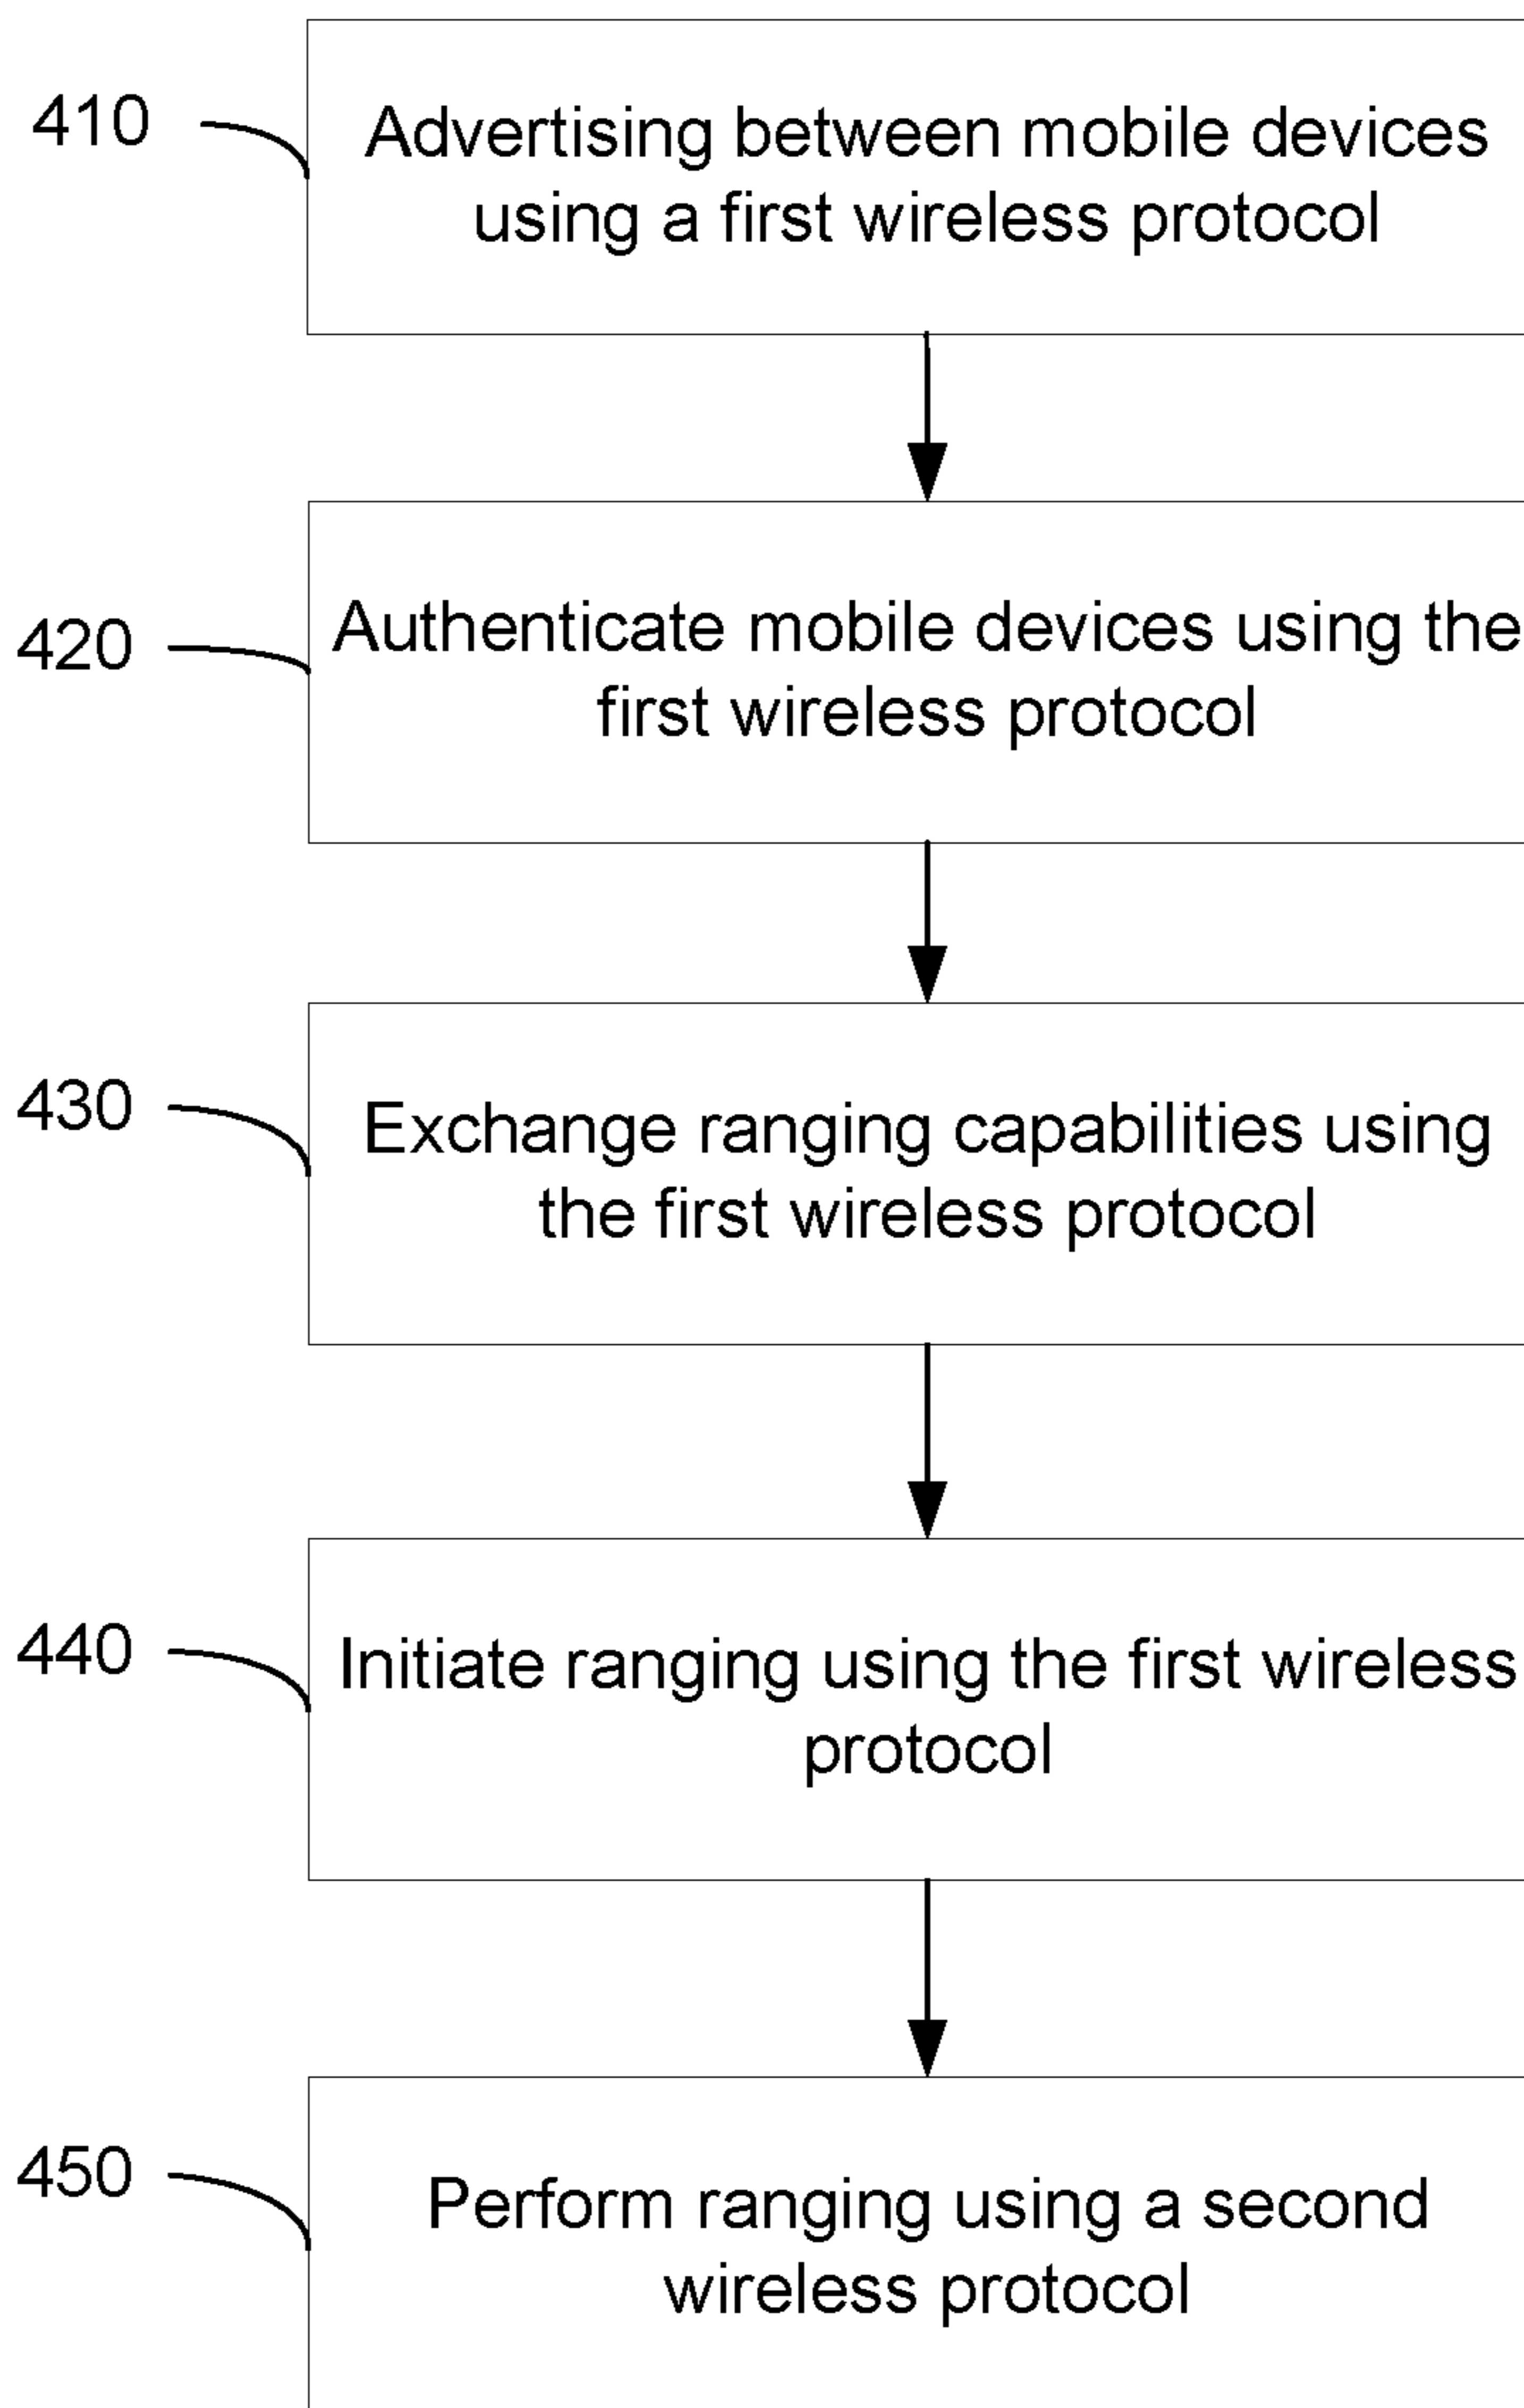 410
Advertising between mobile devices
using a first wireless protocol
420
Authenticate mobile devices using the
first wireless protocol
430
Exchange ranging capabilities using
the first wireless protocol
440
Initiate ranging using the first wireless
protocol
450
Perform ranging using a second
wireless protocol